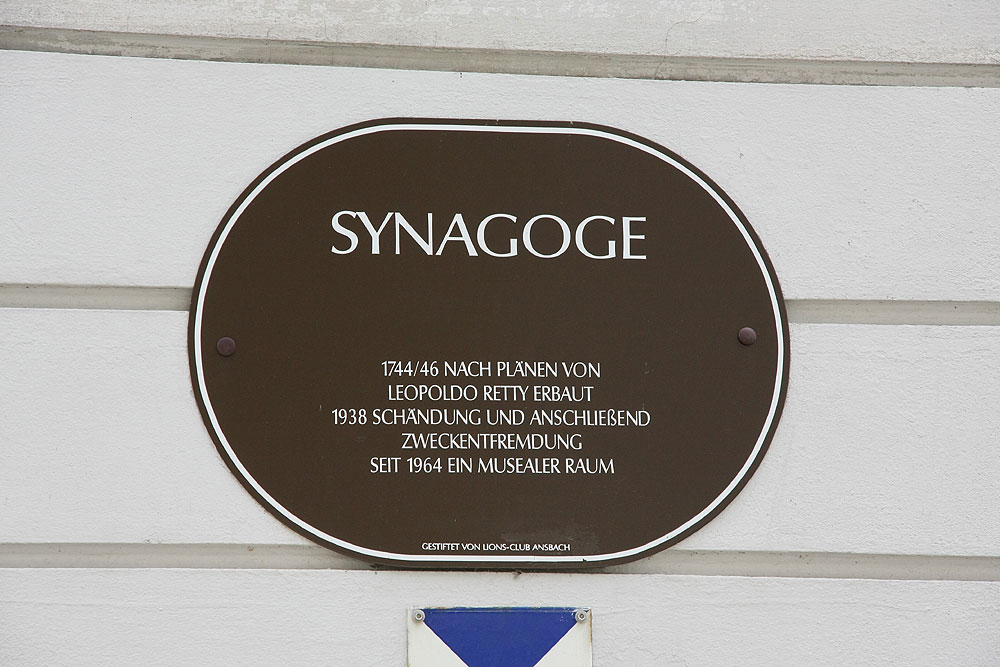 SYNAGOGE
1744/46 NACH PLÄNEN VON
LEOPOLDO RETTY ERBAUT
1938 SCHÄNDUNG UND ANSCHLIEßEND
ZWECKENTFREMDUNG
SEIT 1964 EIN MUSEALER RAUM
GESTIFTET VON LIONS-CLUB ANSBACH